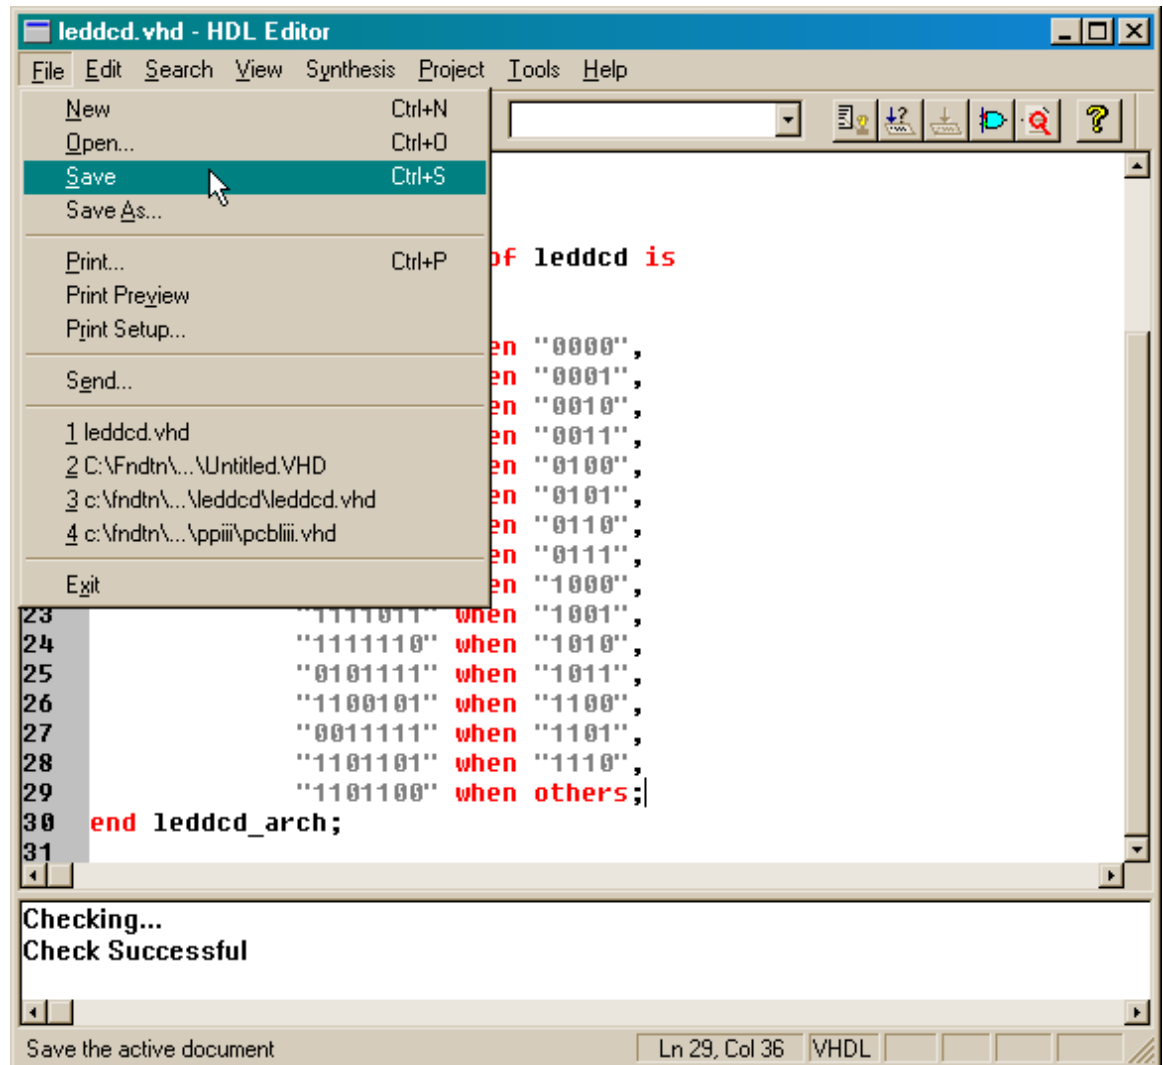 leddcd.vhd - HDL Editor
File Edit Search View Synthesis Project Tools Help
New Ctrl+N
Open... Ctrl+O
Save Ctrl+S
Save As...
Print... Ctrl+P
Print Preview
Print Setup...
Send...
1 leddcd.vhd
2 C:\Fndtn\...\Untitled.VHD
3 c:\fndtn\...\leddcd\leddcd.vhd
4 c:\fndtn\...\ppiii\pcbliii.vhd
Exit
of leddcd is
en "0000",
en "0001",
en "0010",
en "0011",
en "0100",
en "0101",
en "0110",
en "0111",
en "1000",
23 "1111011" when "1001",
24 "1111110" when "1010",
25 "0101111" when "1011",
26 "1100101" when "1100",
27 "0011111" when "1101",
28 "1101101" when "1110",
29 "1101100" when others;
30 end leddcd_arch;
31
Checking...
Check Successful
Save the active document Ln 29, Col 36 VHDL